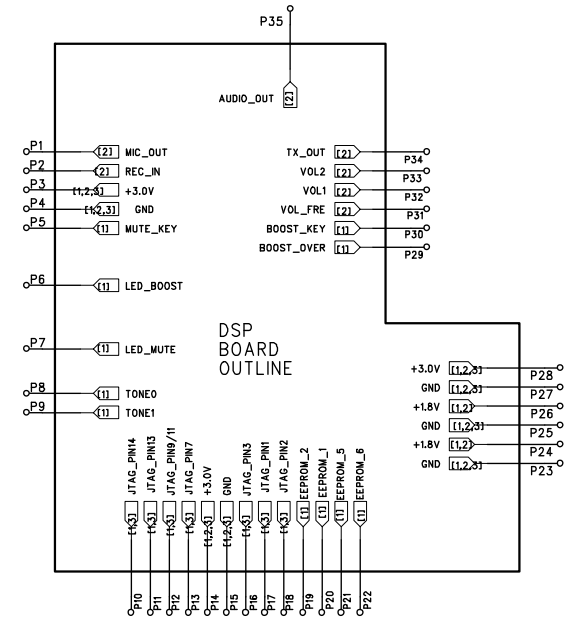 P35
AUDIO_OUT [2]
P1 [2] MIC_OUT
P2 [2] REC_IN
P3 [1,2,3] +3.0V
P4 [1,2,3] GND
P5 [1] MUTE_KEY
P6 [1] LED_BOOST
P7 [1] LED_MUTE
P8 [1] TONE0
P9 [1] TONE1
TX_OUT [2] P34
VOL2 [2] P33
VOL1 [2] P32
VOL_FRE [2] P31
BOOST_KEY [1] P30
BOOST_OVER [1] P29
DSP
BOARD
OUTLINE
+3.0V [1,2,3] P28
GND [1,2,3] P27
+1.8V [1,2] P26
GND [1,2,3] P25
+1.8V [1,2] P24
GND [1,2,3] P23
JTAG_PIN14 [1,3] P10
JTAG_PIN13 [1,3] P11
JTAG_PIN9/11 [1,3] P12
JTAG_PIN7 [1,3] P13
+3.0V [1,2,3] P14
GND [1,2,3] P15
JTAG_PIN3 [1,3] P16
JTAG_PIN1 [1,3] P17
JTAG_PIN2 [1,3] P18
EEPROM_2 [1] P19
EEPROM_1 [1] P20
EEPROM_5 [1] P21
EEPROM_6 [1] P22